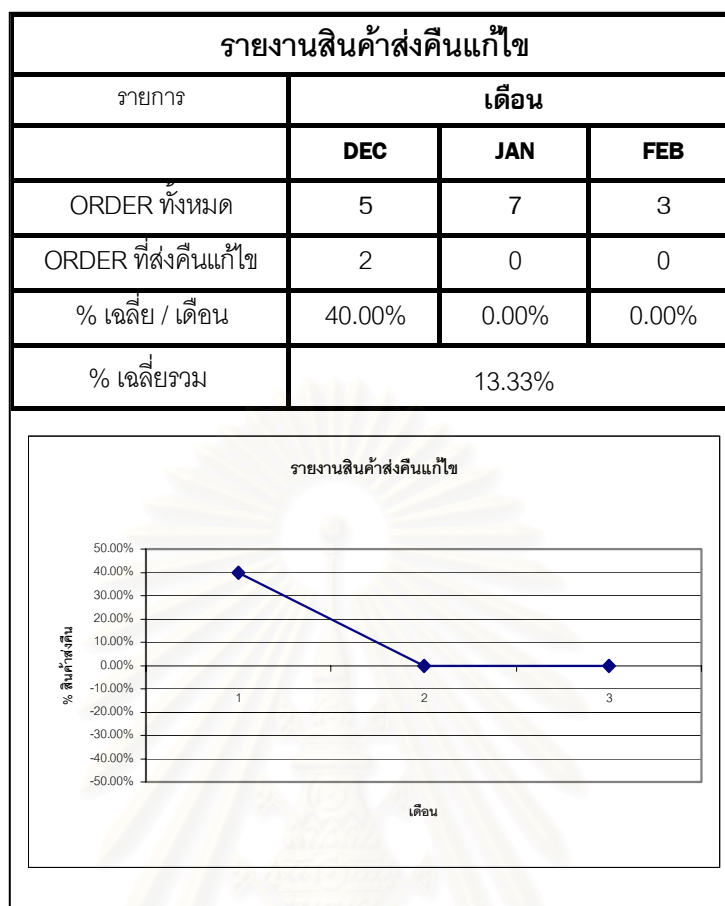 รายงานสินค้าส่งคืนแก้ไข
รายการ เดือน
DEC JAN FEB
ORDER ทั้งหมด 5 7 3
ORDER ที่ส่งคืนแก้ไข 2 0 0
% เฉลี่ย / เดือน 40.00% 0.00% 0.00%
% เฉลี่ยรวม 13.33%
รายงานสินค้าส่งคืนแก้ไข
50.00%
40.00%
30.00%
20.00%
10.00%
0.00%
-10.00%
-20.00%
-30.00%
-40.00%
-50.00%
% สินค้าส่งคืน
1 2 3
เดือน